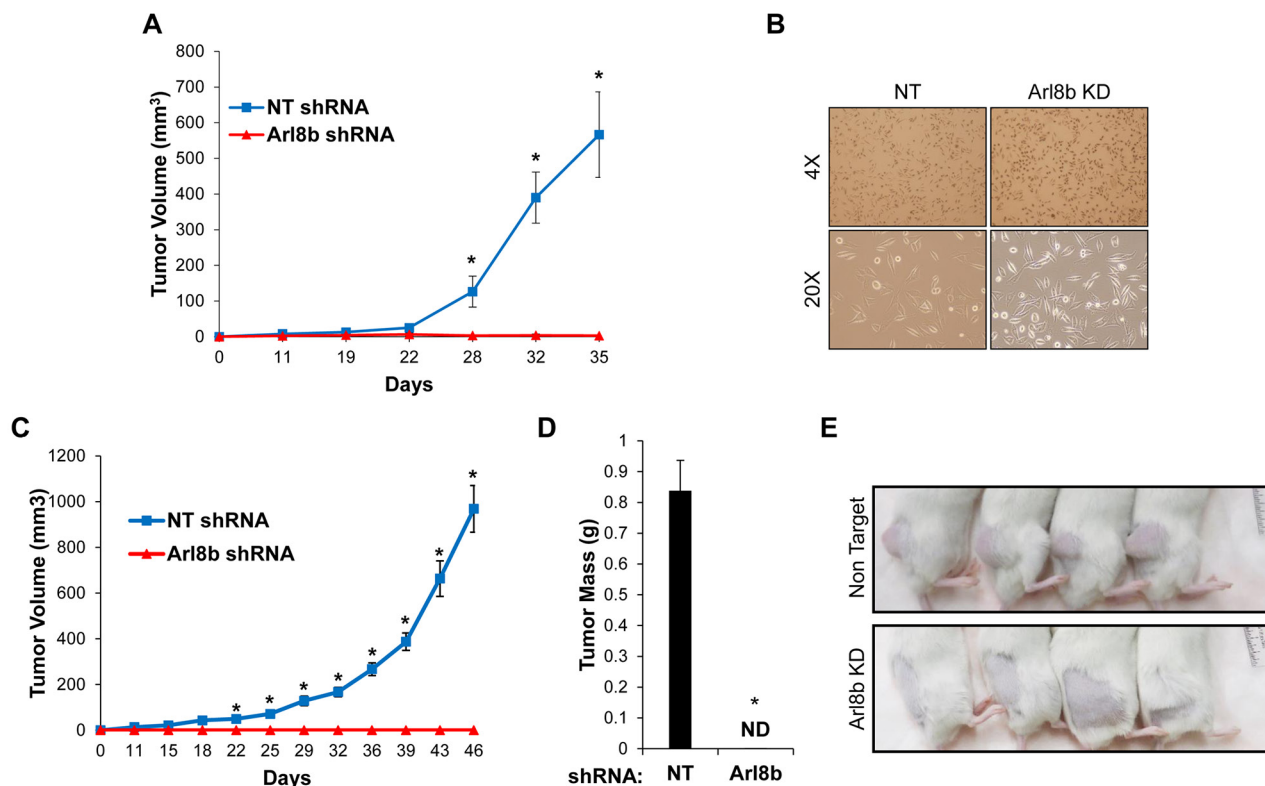 A
800
700
600
500
400
300
200
100
0
Tumor Volume (mm³)
NT shRNA
Arl8b shRNA
*
*
*
0 11 19 22 28 32 35
Days
B
NT Arl8b KD
4X
20X
C
1200
1000
800
600
400
200
0
Tumor Volume (mm3)
NT shRNA
Arl8b shRNA
* * * * * * * *
0 11 15 18 22 25 29 32 36 39 43 46
Days
D
1
0.9
0.8
0.7
0.6
0.5
0.4
0.3
0.2
0.1
0
Tumor Mass (g)
*
ND
shRNA: NT Arl8b
E
Non Target
Arl8b KD